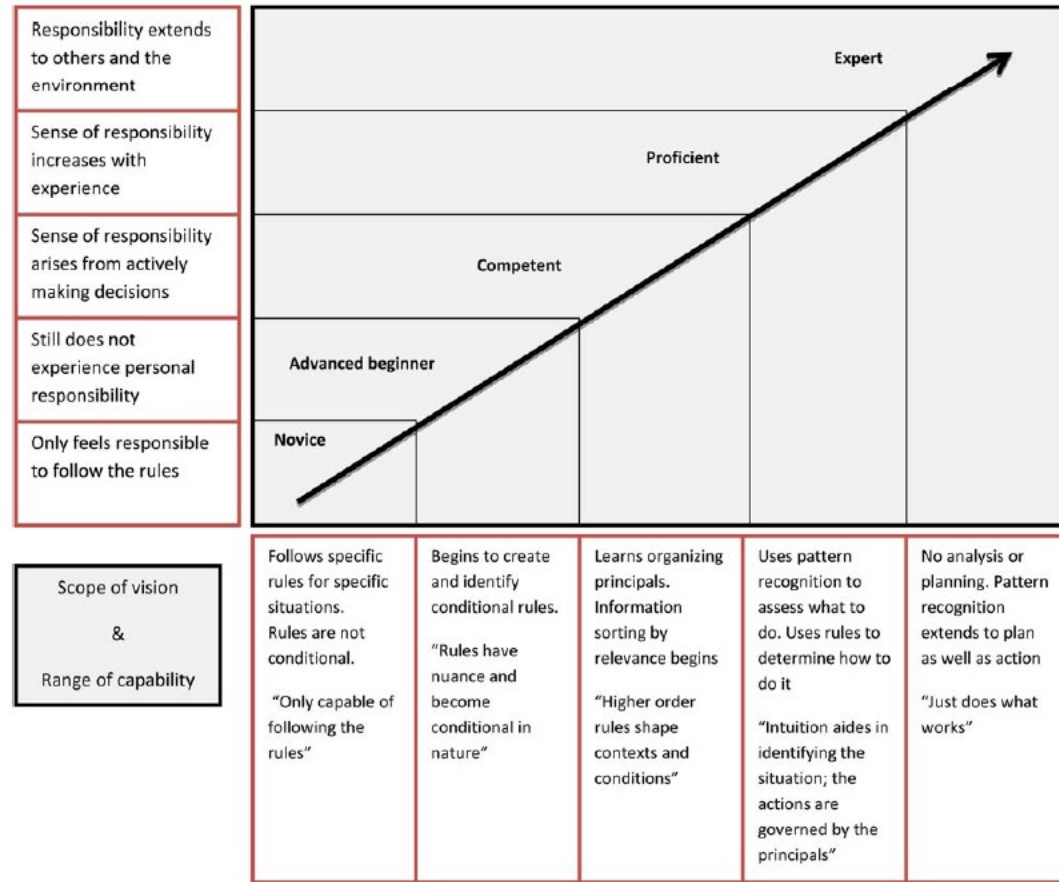 Responsibility extends
to others and the
environment
Sense of responsibility
increases with
experience
Sense of responsibility
arises from actively
making decisions
Still does not
experience personal
responsibility
Only feels responsible
to follow the rules
Expert
Proficient
Competent
Advanced beginner
Novice
Scope of vision
&
Range of capability
Follows specific
rules for specific
situations.
Rules are not
conditional.
“Only capable of
following the
rules”
Begins to create
and identify
conditional rules.
“Rules have
nuance and
become
conditional in
nature”
Learns organizing
principals.
Information
sorting by
relevance begins
“Higher order
rules shape
contexts and
conditions”
Uses pattern
recognition to
assess what to
do. Uses rules to
determine how to
do it
“Intuition aides in
identifying the
situation; the
actions are
governed by the
principals”
No analysis or
planning. Pattern
recognition
extends to plan
as well as action
“Just does what
works”